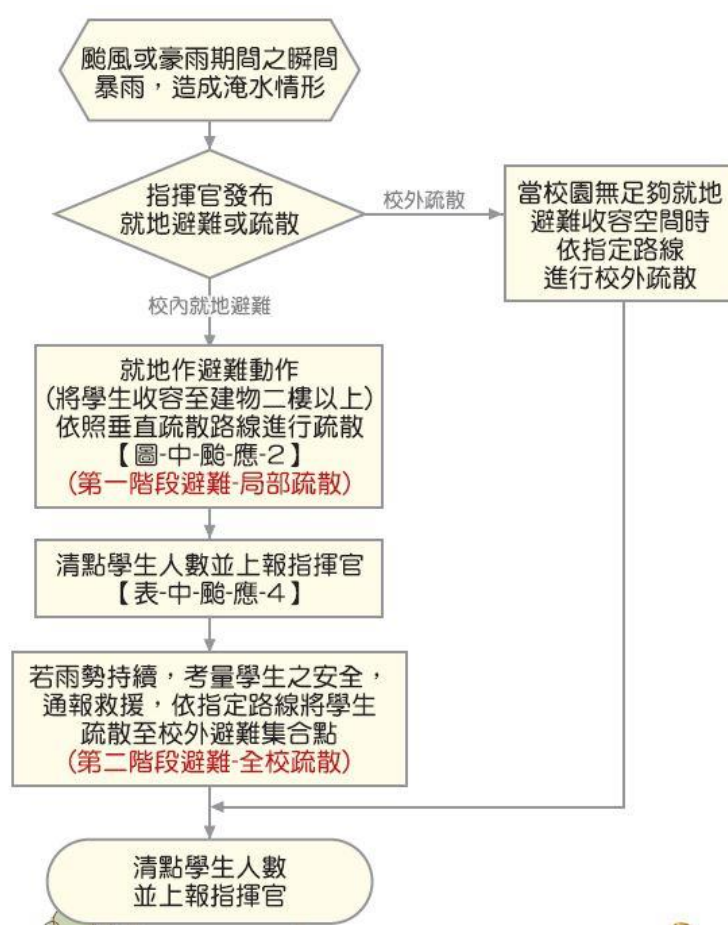 颱風或豪雨期間之瞬間
暴雨，造成淹水情形
指揮官發布
就地避難或疏散
校外疏散
當校園無足夠就地
避難收容空間時
依指定路線
進行校外疏散
校內就地避難
就地作避難動作
(將學生收容至建物二樓以上)
依照垂直疏散路線進行疏散
【圖-中-颱-應-2】
(第一階段避難-局部疏散)
清點學生人數並上報指揮官
【表-中-颱-應-4】
若雨勢持續，考量學生之安全，
通報救援，依指定路線將學生
疏散至校外避難集合點
(第二階段避難-全校疏散)
清點學生人數
並上報指揮官